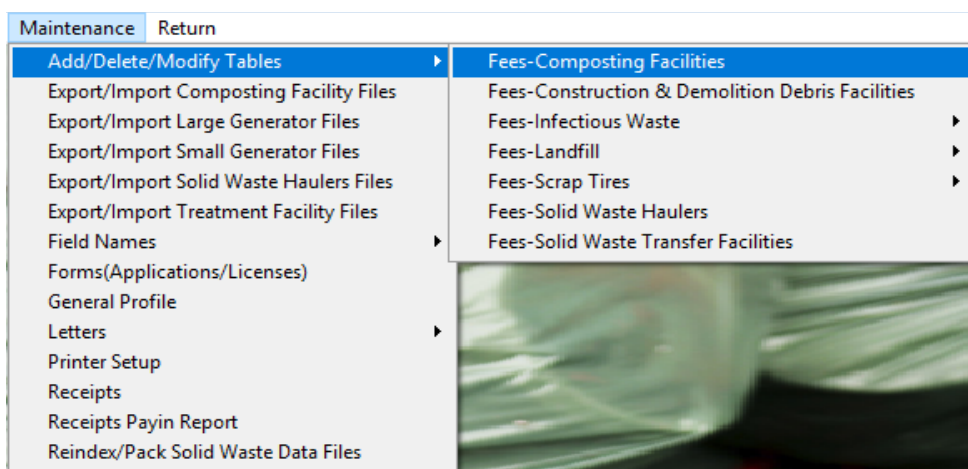 Maintenance Return
Add/Delete/Modify Tables
Export/Import Composting Facility Files
Export/Import Large Generator Files
Export/Import Small Generator Files
Export/Import Solid Waste Haulers Files
Export/Import Treatment Facility Files
Field Names
Forms(Applications/Licenses)
General Profile
Letters
Printer Setup
Receipts
Receipts Payin Report
Reindex/Pack Solid Waste Data Files
Fees-Composting Facilities
Fees-Construction & Demolition Debris Facilities
Fees-Infectious Waste
Fees-Landfill
Fees-Scrap Tires
Fees-Solid Waste Haulers
Fees-Solid Waste Transfer Facilities